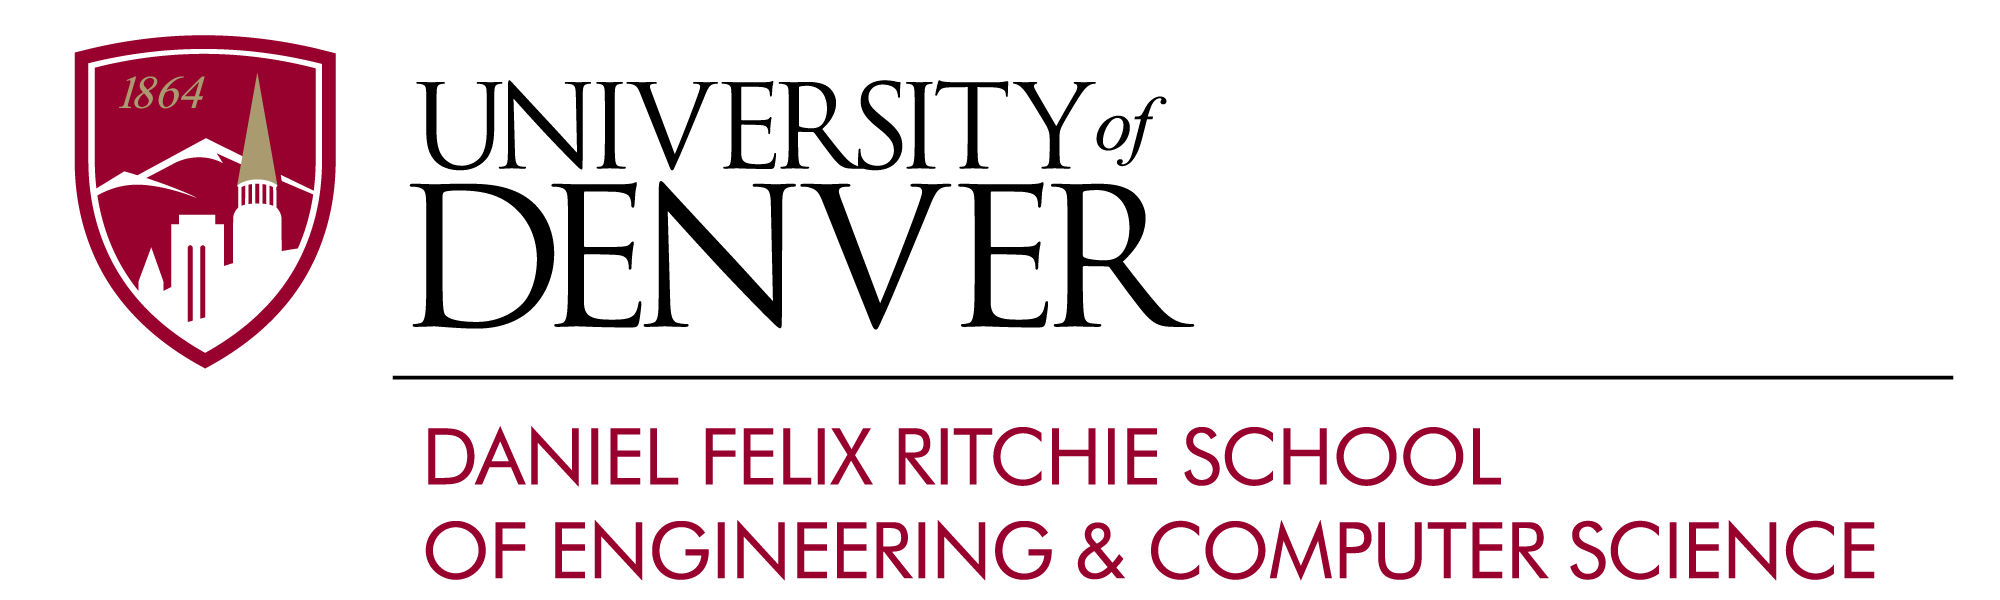 1864
UNIVERSITY of
DENVER
DANIEL FELIX RITCHIE SCHOOL
OF ENGINEERING & COMPUTER SCIENCE